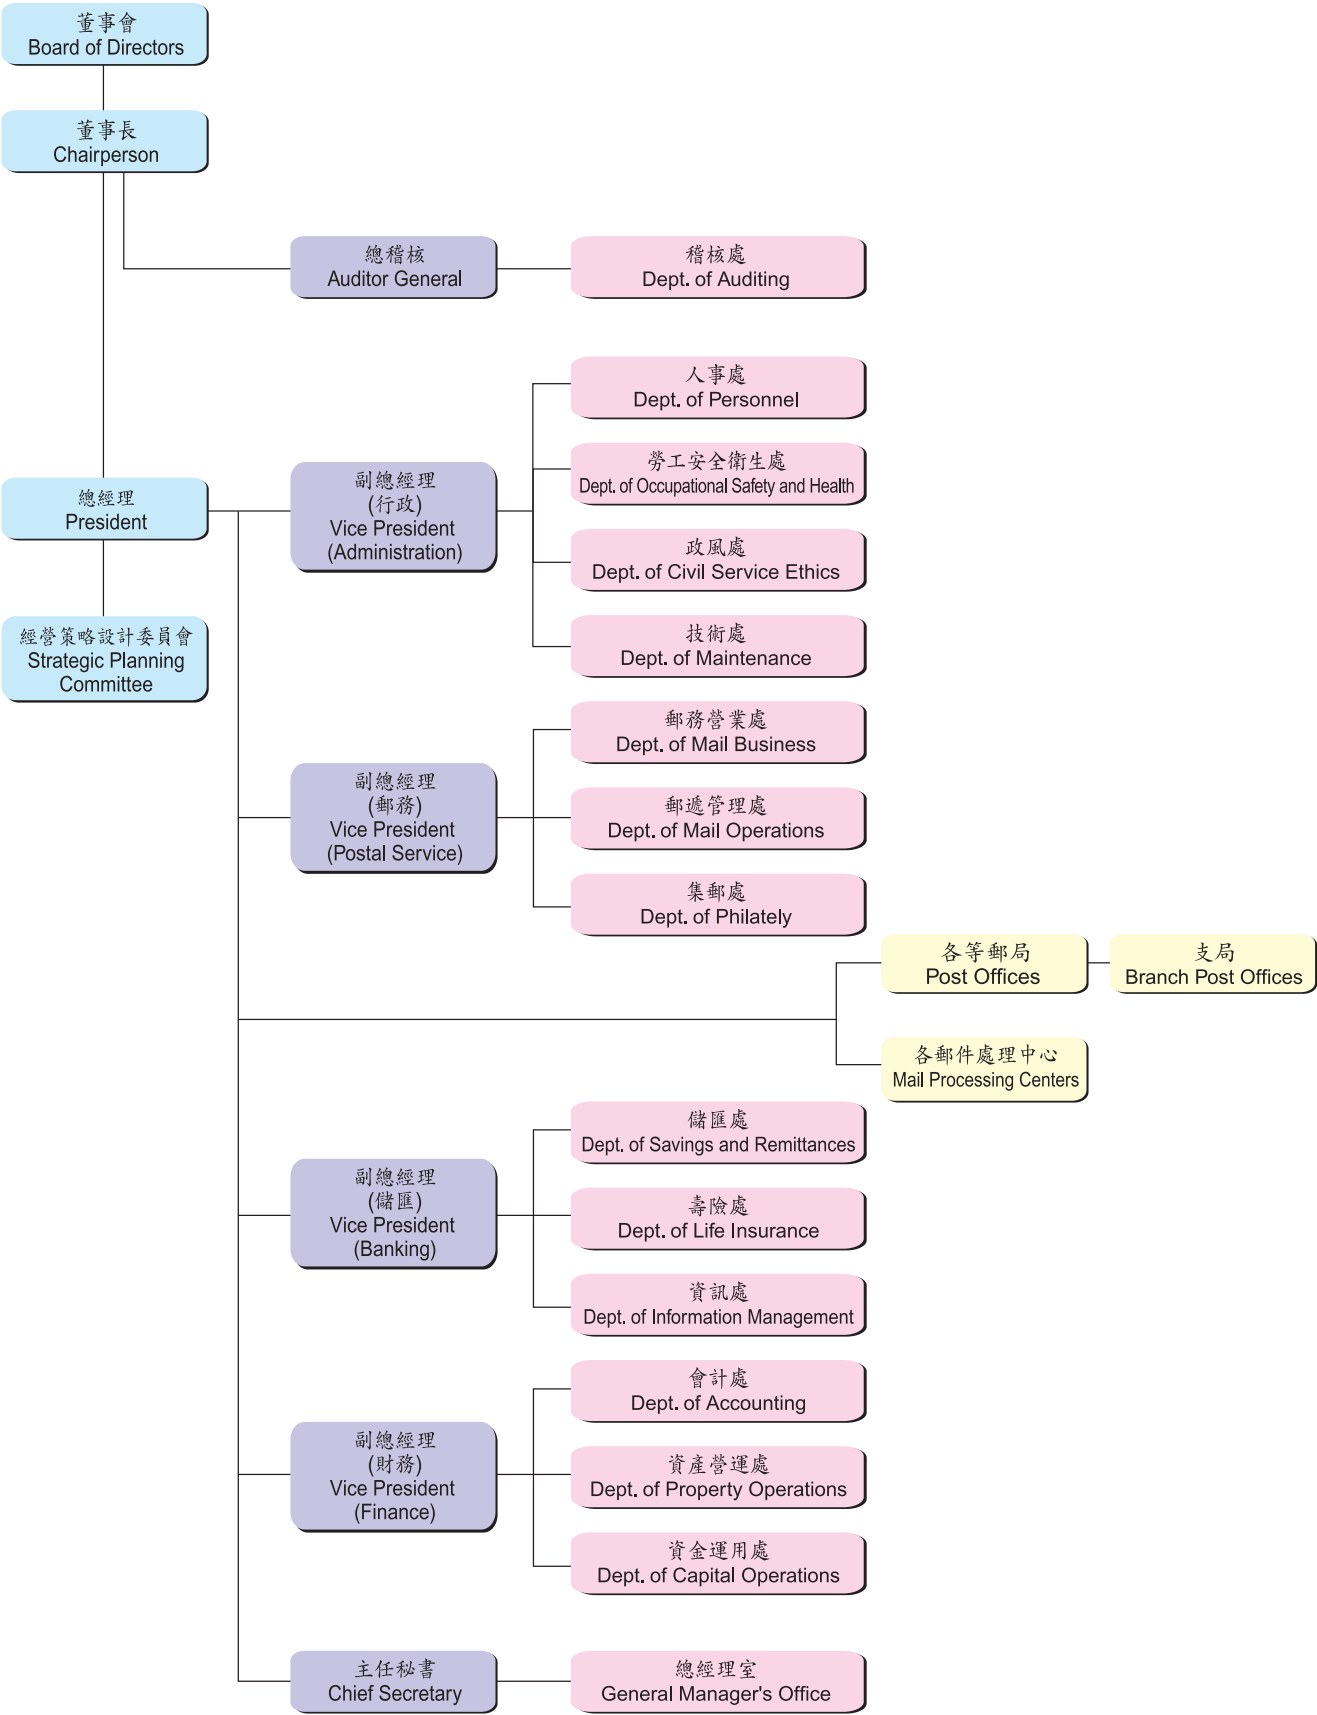 董事會
Board of Directors
董事長
Chairperson
總稽核
Auditor General
稽核處
Dept. of Auditing
人事處
Dept. of Personnel
勞工安全衛生處
Dept. of Occupational Safety and Health
總經理
President
副總經理
(行政)
Vice President
(Administration)
政風處
Dept. of Civil Service Ethics
技術處
Dept. of Maintenance
經營策略設計委員會
Strategic Planning
Committee
郵務營業處
Dept. of Mail Business
副總經理
(郵務)
Vice President
(Postal Service)
郵遞管理處
Dept. of Mail Operations
集郵處
Dept. of Philately
各等郵局
Post Offices
支局
Branch Post Offices
各郵件處理中心
Mail Processing Centers
儲匯處
Dept. of Savings and Remittances
副總經理
(儲匯)
Vice President
(Banking)
壽險處
Dept. of Life Insurance
資訊處
Dept. of Information Management
會計處
Dept. of Accounting
副總經理
(財務)
Vice President
(Finance)
資產營運處
Dept. of Property Operations
資金運用處
Dept. of Capital Operations
主任秘書
Chief Secretary
總經理室
General Manager's Office